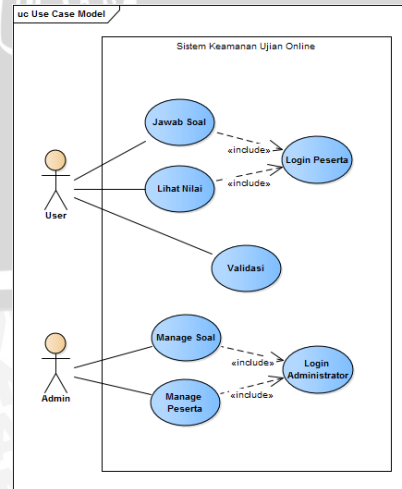 uc Use Case Model
Sistem Keamanan Ujian Online
Jawab Soal
«include»
Login Peserta
Lihat Nilai
«include»
User
Validasi
Manage Soal
«include»
Login
Administrator
Manage
Peserta
«include»
Admin